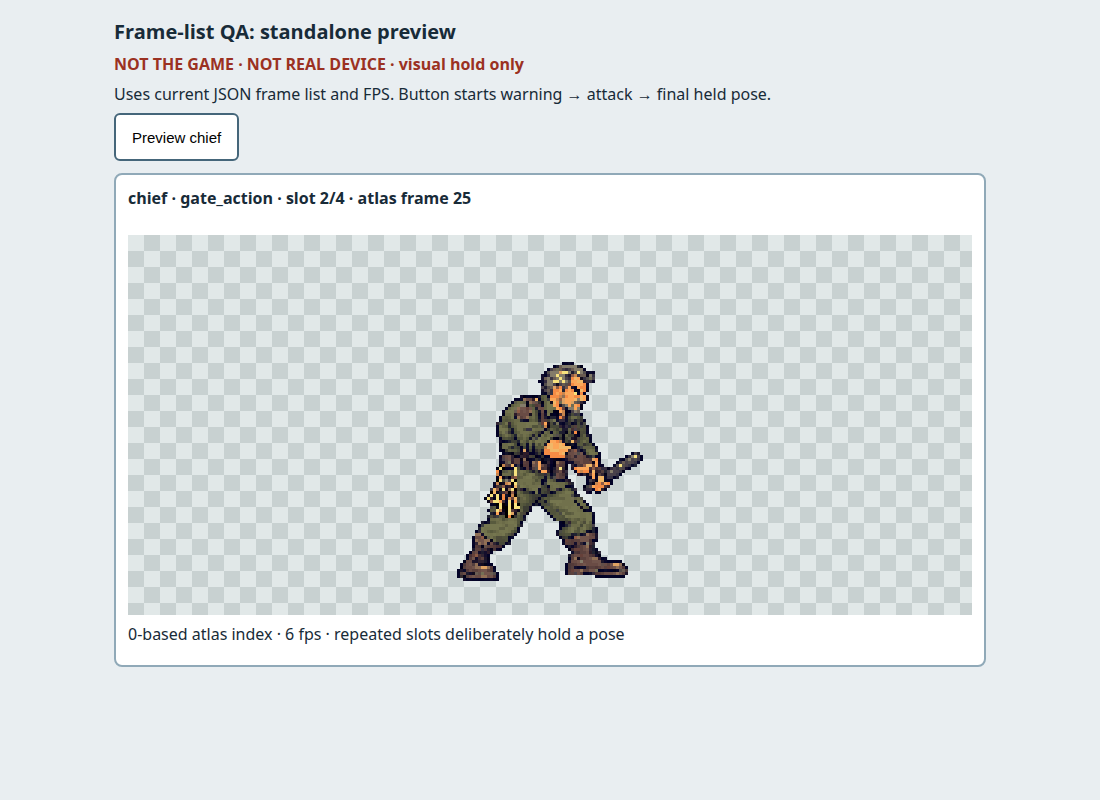 Frame-list QA: standalone preview
NOT THE GAME · NOT REAL DEVICE · visual hold only
Uses current JSON frame list and FPS. Button starts warning → attack → final held pose.
Preview chief
chief · gate_action · slot 2/4 · atlas frame 25
0-based atlas index · 6 fps · repeated slots deliberately hold a pose